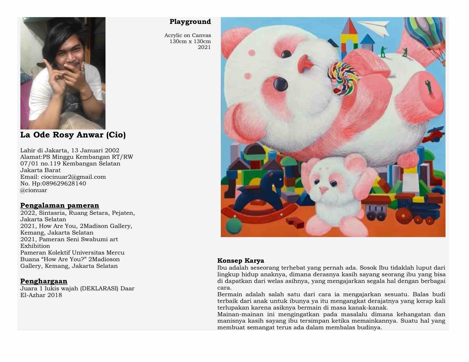 Playground
Acrylic on Canvas
130cm x 130cm
2021
La Ode Rosy Anwar (Cio)
Lahir di Jakarta, 13 Januari 2002
Alamat:PS Minggu Kembangan RT/RW
07/01 no.119 Kembangan Selatan
Jakarta Barat
Email: ciocinuar2@gmail.com
No. Hp:089629628140
@cionuar
Pengalaman pameran
2022, Sintasria, Ruang Setara, Pejaten,
Jakarta Selatan
2021, How Are You, 2Madison Gallery,
Kemang, Jakarta Selatan
2021, Pameran Seni Swabumi art
Exhibition
Pameran Kolektif Universitas Mercu
Buana "How Are You?" 2Madioson
Gallery, Kemang, Jakarta Selatan
Penghargaan
Juara 1 lukis wajah (DEKLARASI) Daar
El-Azhar 2018
Konsep Karya
Ibu adalah seseorang terhebat yang pernah ada. Sosok Ibu tidaklah luput dari
lingkup hidup anaknya, dimana derasnya kasih sayang seorang ibu yang bisa
di dapatkan dari welas asihnya, yang mengajarkan segala hal dengan berbagai
cara.
Bermain adalah salah satu dari cara ia mengajarkan sesuatu. Balas budi
terbaik dari anak untuk ibunya ya itu mengangkat derajatnya yang kerap kali
terlupakan karena asiknya bermain di masa kanak-kanak.
Mainan-mainan ini mengingatkan pada masalalu dimana kehangatan dan
manisnya kasih sayang ibu tersimpan ketika memainkannya. Suatu hal yang
membuat semangat terus ada dalam membalas budinya.